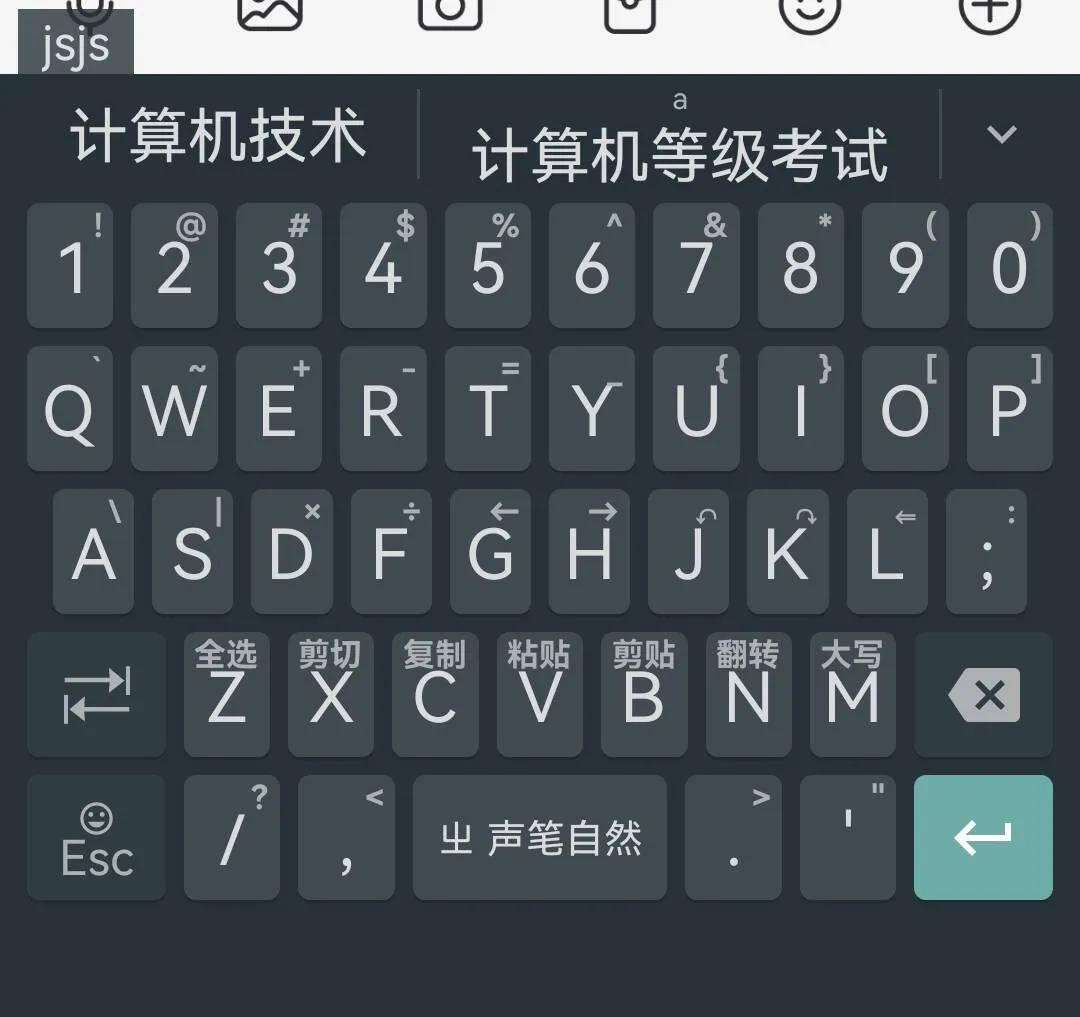 jsjs
a
计算机技术 计算机等级考试
! @ # $ % ^ & * ( )
1 2 3 4 5 6 7 8 9 0
` ~ + - = _ { } [ ]
Q W E R T Y U I O P
\ | × ÷ ← → ↶ ↷ ⇐ :
A S D F G H J K L ;
全选 剪切 复制 粘贴 剪贴 翻转 大写
Z X C V B N M
? < > "
Esc / , 㞢 声笔自然 . '